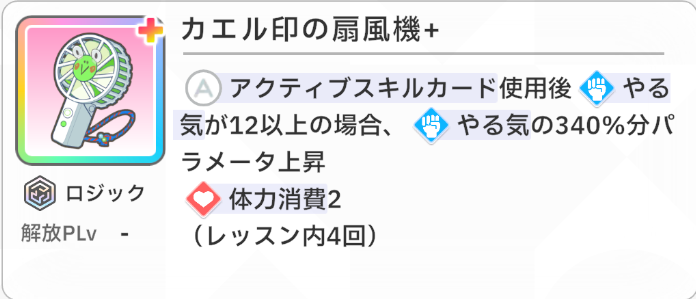 カエル印の扇風機+
A アクティブスキルカード使用後 やる
気が12以上の場合、 やる気の340%分パ
ラメータ上昇
体力消費2
（レッスン内4回）
ロジック
解放PLv -